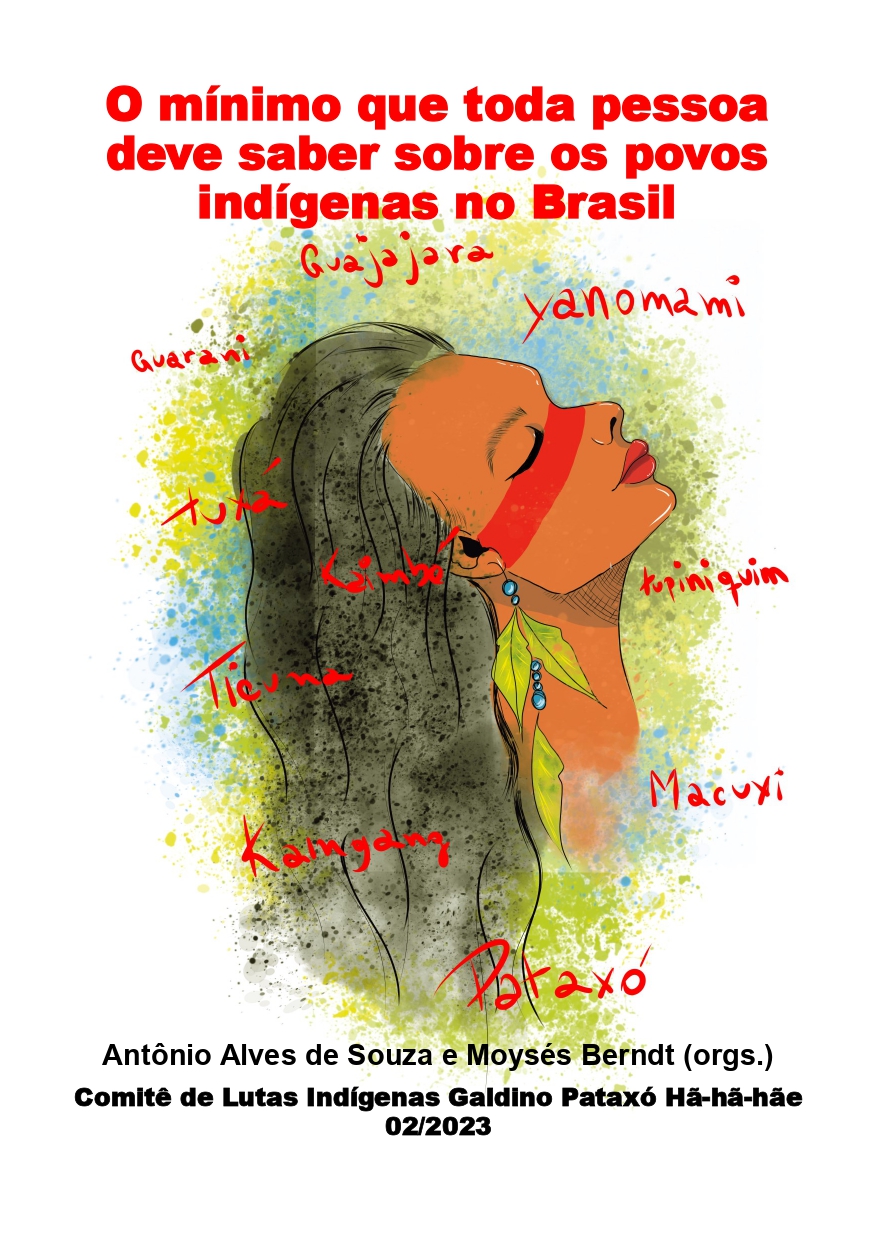 O mínimo que toda pessoa
deve saber sobre os povos
indígenas no Brasil
Guajajara
Yanomami
Guarani
Tuxá
Kaimbó
tupiniquim
Ticuna
Macuxi
Kaingang
Pataxó
Antônio Alves de Souza e Moysés Berndt (orgs.)
Comitê de Lutas Indígenas Galdino Pataxó Hã-hã-hãe
02/2023